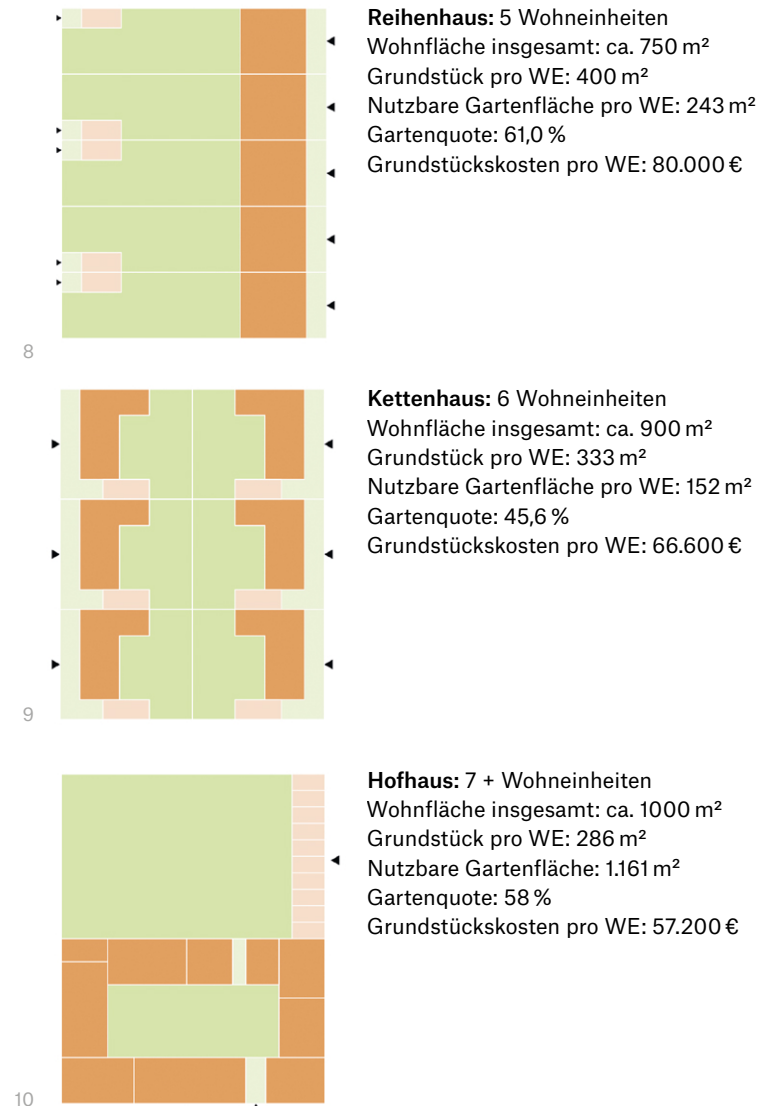 Reihenhaus: 5 Wohneinheiten
Wohnfläche insgesamt: ca. 750 m²
Grundstück pro WE: 400 m²
Nutzbare Gartenfläche pro WE: 243 m²
Gartenquote: 61,0 %
Grundstückskosten pro WE: 80.000 €
8
Kettenhaus: 6 Wohneinheiten
Wohnfläche insgesamt: ca. 900 m²
Grundstück pro WE: 333 m²
Nutzbare Gartenfläche pro WE: 152 m²
Gartenquote: 45,6 %
Grundstückskosten pro WE: 66.600 €
9
Hofhaus: 7 + Wohneinheiten
Wohnfläche insgesamt: ca. 1000 m²
Grundstück pro WE: 286 m²
Nutzbare Gartenfläche: 1.161 m²
Gartenquote: 58 %
Grundstückskosten pro WE: 57.200 €
10